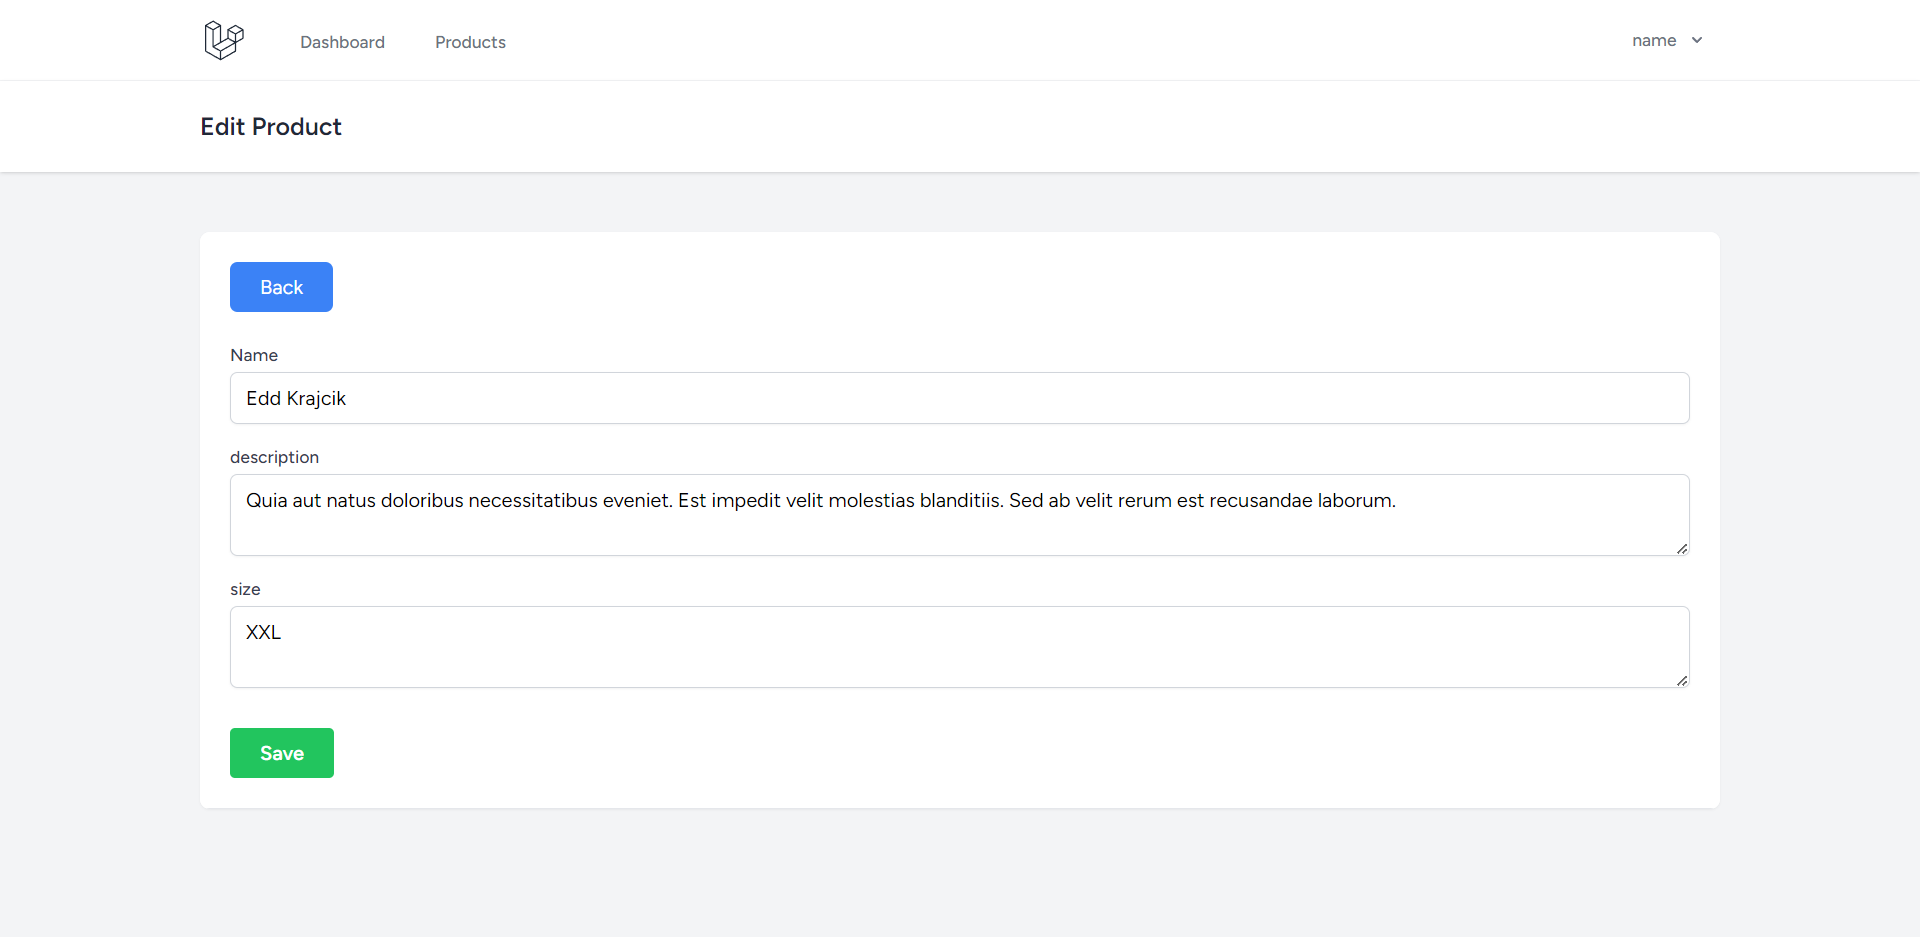 Dashboard Products name
Edit Product
Back
Name
Edd Krajcik
description
Quia aut natus doloribus necessitatibus eveniet. Est impedit velit molestias blanditiis. Sed ab velit rerum est recusandae laborum.
size
XXL
Save